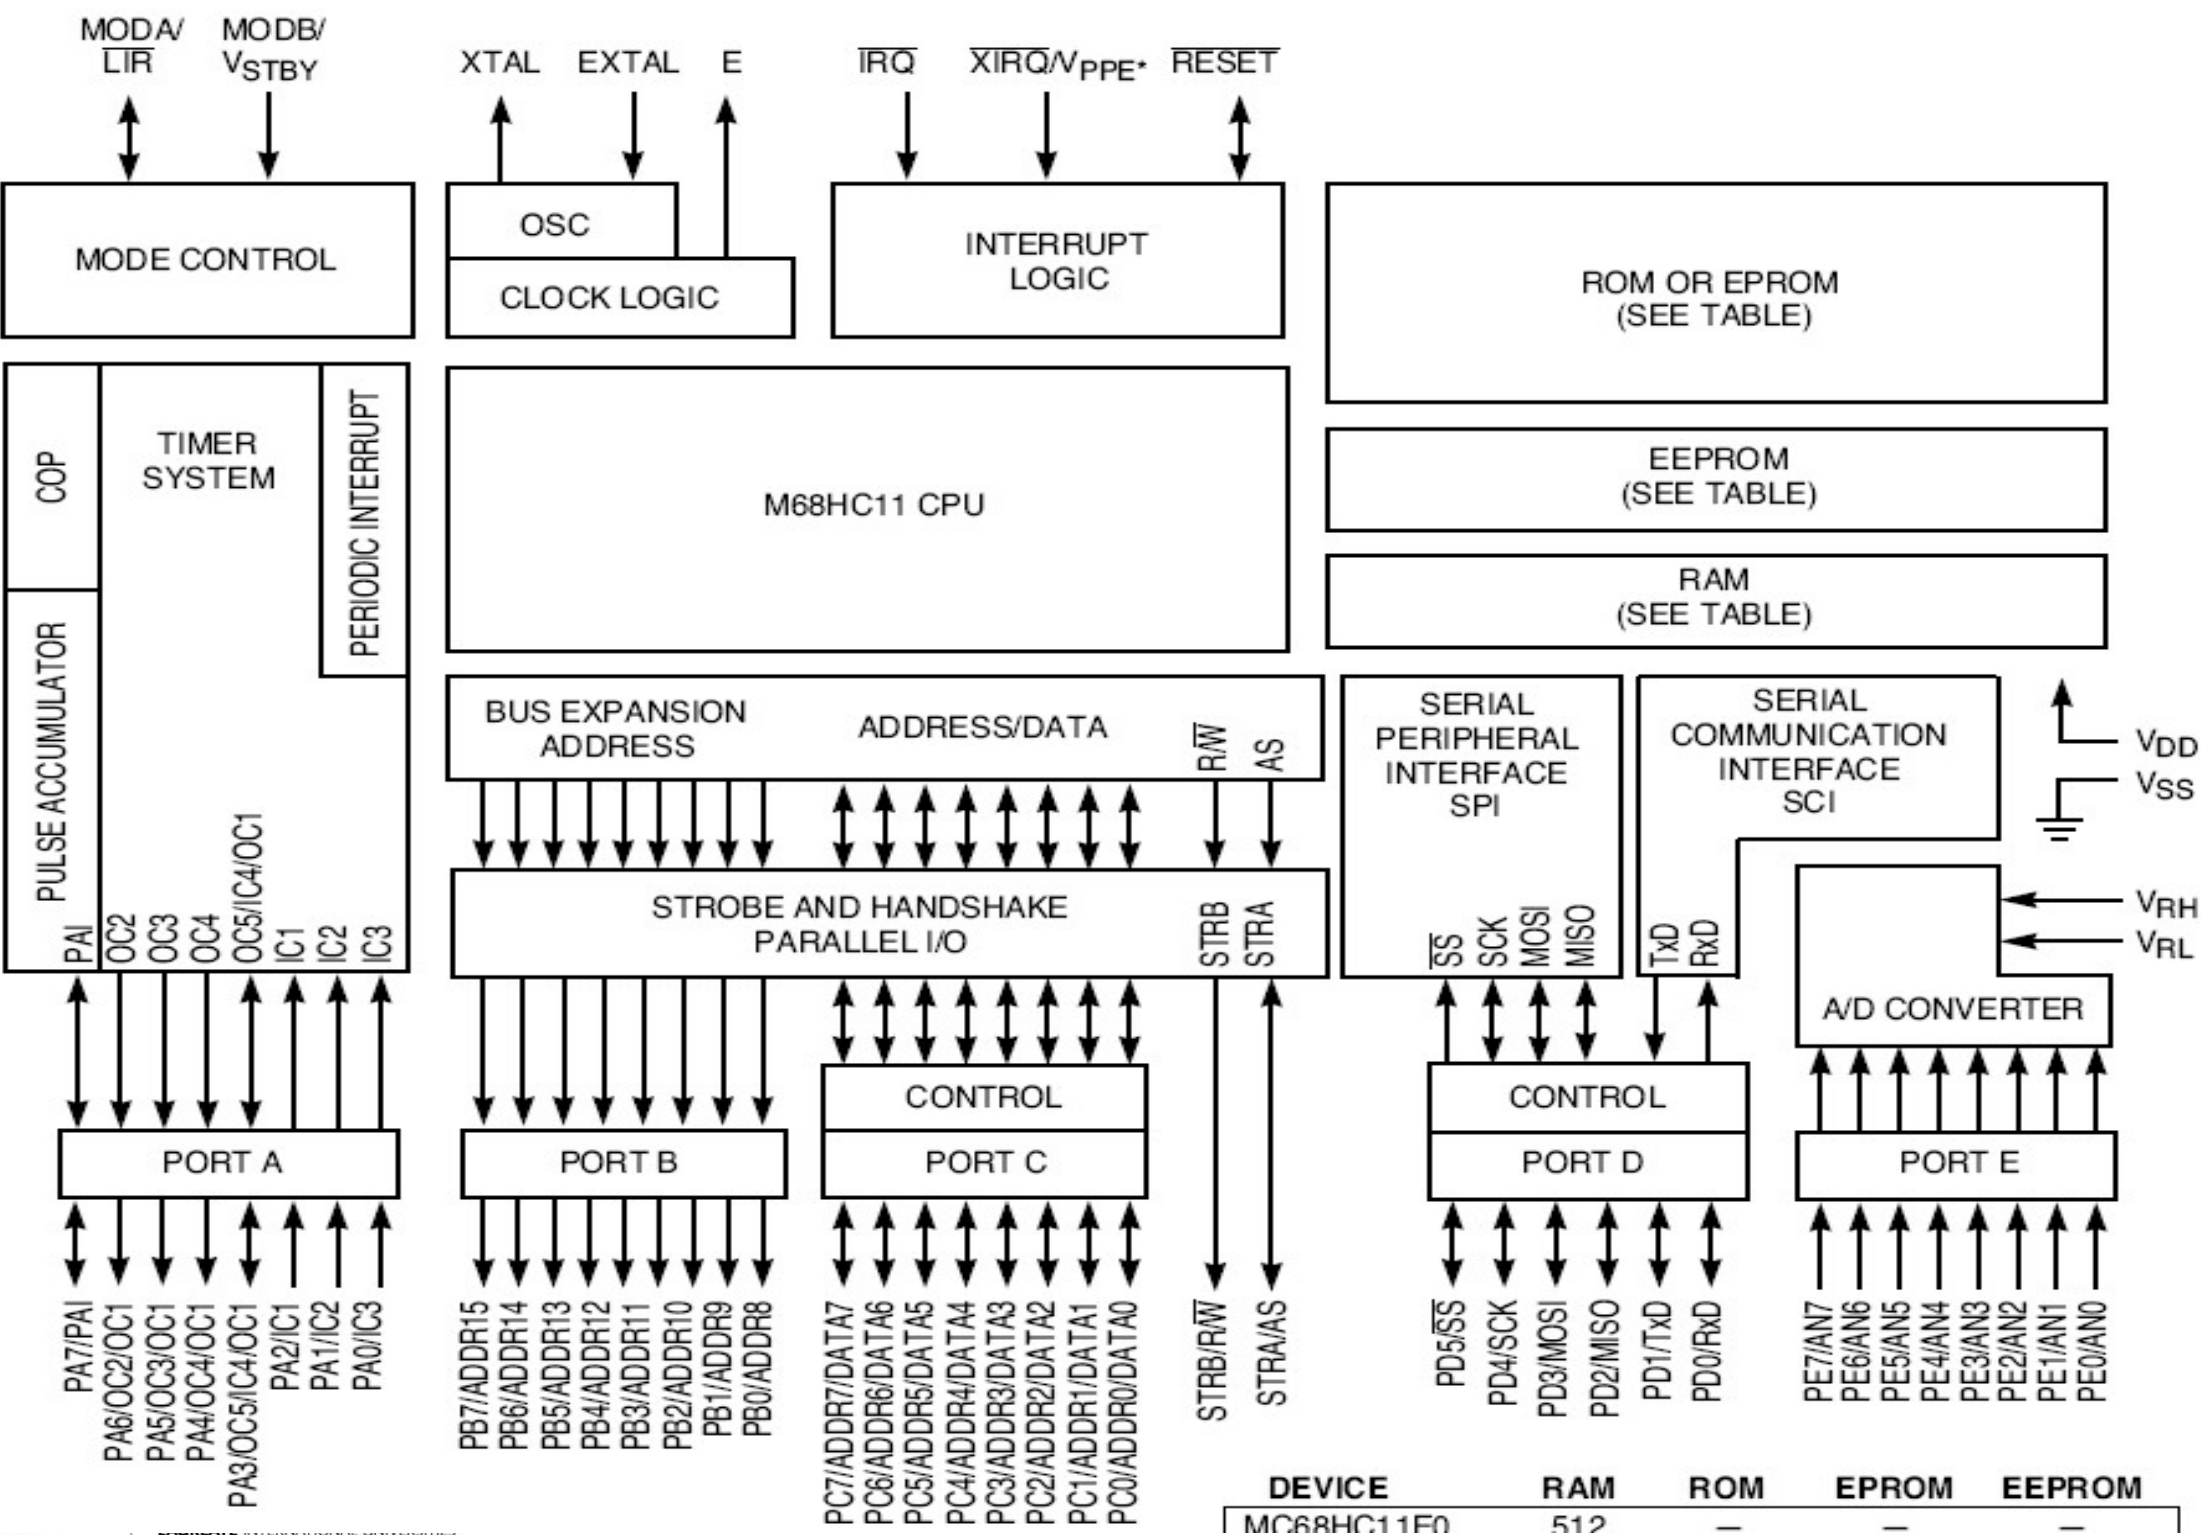 MODA/
LIR
MODB/
VSTBY
XTAL
EXTAL
E
IRQ
XIRQ/VPPE*
RESET
MODE CONTROL
OSC
CLOCK LOGIC
INTERRUPT
LOGIC
ROM OR EPROM
(SEE TABLE)
COP
TIMER
SYSTEM
PERIODIC INTERRUPT
M68HC11 CPU
EEPROM
(SEE TABLE)
RAM
(SEE TABLE)
PULSE ACCUMULATOR
PAI
OC2
OC3
OC4
OC5/IC4/OC1
IC1
IC2
IC3
BUS EXPANSION
ADDRESS
ADDRESS/DATA
R/W
AS
SERIAL
PERIPHERAL
INTERFACE
SPI
SERIAL
COMMUNICATION
INTERFACE
SCI
VDD
VSS
STROBE AND HANDSHAKE
PARALLEL I/O
STRB
STRA
SS
SCK
MOSI
MISO
TxD
RxD
VRH
VRL
A/D CONVERTER
CONTROL
CONTROL
PORT A
PORT B
PORT C
PORT D
PORT E
PA7/PAI
PA6/OC2/OC1
PA5/OC3/OC1
PA4/OC4/OC1
PA3/OC5/IC4/OC1
PA2/IC1
PA1/IC2
PA0/IC3
PB7/ADDR15
PB6/ADDR14
PB5/ADDR13
PB4/ADDR12
PB3/ADDR11
PB2/ADDR10
PB1/ADDR9
PB0/ADDR8
PC7/ADDR7/DATA7
PC6/ADDR6/DATA6
PC5/ADDR5/DATA5
PC4/ADDR4/DATA4
PC3/ADDR3/DATA3
PC2/ADDR2/DATA2
PC1/ADDR1/DATA1
PC0/ADDR0/DATA0
STRB/R/W
STRA/AS
PD5/SS
PD4/SCK
PD3/MOSI
PD2/MISO
PD1/TxD
PD0/RxD
PE7/AN7
PE6/AN6
PE5/AN5
PE4/AN4
PE3/AN3
PE2/AN2
PE1/AN1
PE0/AN0
DEVICE RAM ROM EPROM EEPROM
MC68HC11E0 512 — — —